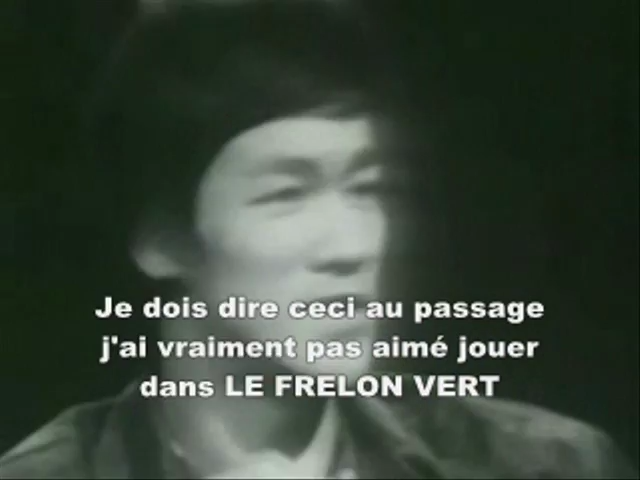 Je dois dire ceci au passage
j'ai vraiment pas aimé jouer
dans LE FRELON VERT